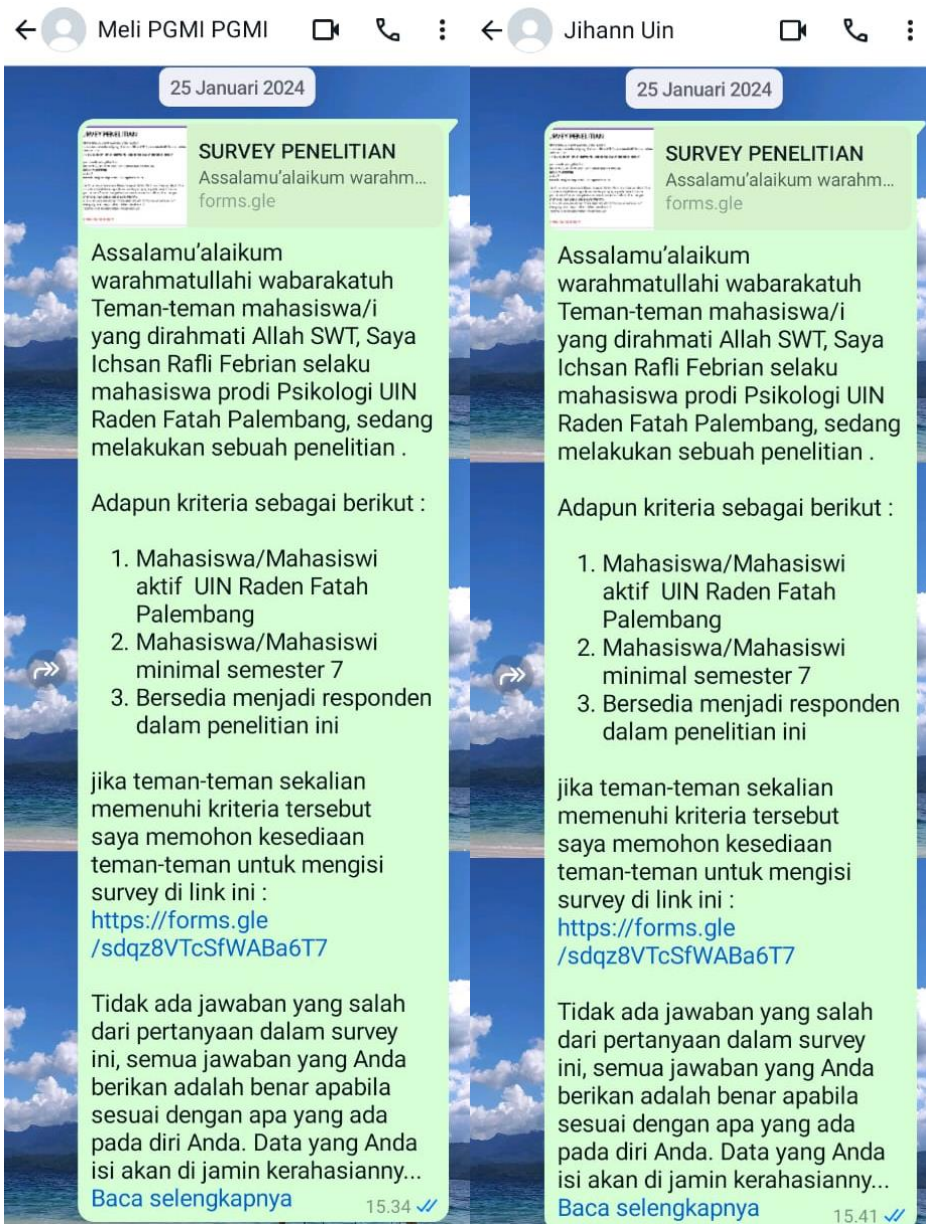 Meli PGMI PGMI
25 Januari 2024
SURVEY PENELITIAN
SURVEY PENELITIAN
Assalamu'alaikum warahm...
forms.gle
Assalamu'alaikum
warahmatullahi wabarakatuh
Teman-teman mahasiswa/i
yang dirahmati Allah SWT, Saya
Ichsan Rafli Febrian selaku
mahasiswa prodi Psikologi UIN
Raden Fatah Palembang, sedang
melakukan sebuah penelitian .
Adapun kriteria sebagai berikut :
1. Mahasiswa/Mahasiswi
aktif UIN Raden Fatah
Palembang
2. Mahasiswa/Mahasiswi
minimal semester 7
3. Bersedia menjadi responden
dalam penelitian ini
jika teman-teman sekalian
memenuhi kriteria tersebut
saya memohon kesediaan
teman-teman untuk mengisi
survey di link ini :
https://forms.gle
/sdqz8VTcSfWABa6T7
Tidak ada jawaban yang salah
dari pertanyaan dalam survey
ini, semua jawaban yang Anda
berikan adalah benar apabila
sesuai dengan apa yang ada
pada diri Anda. Data yang Anda
isi akan di jamin kerahasianny...
Baca selengkapnya
15.34
Jihann Uin
25 Januari 2024
SURVEY PENELITIAN
SURVEY PENELITIAN
Assalamu'alaikum warahm...
forms.gle
Assalamu'alaikum
warahmatullahi wabarakatuh
Teman-teman mahasiswa/i
yang dirahmati Allah SWT, Saya
Ichsan Rafli Febrian selaku
mahasiswa prodi Psikologi UIN
Raden Fatah Palembang, sedang
melakukan sebuah penelitian .
Adapun kriteria sebagai berikut :
1. Mahasiswa/Mahasiswi
aktif UIN Raden Fatah
Palembang
2. Mahasiswa/Mahasiswi
minimal semester 7
3. Bersedia menjadi responden
dalam penelitian ini
jika teman-teman sekalian
memenuhi kriteria tersebut
saya memohon kesediaan
teman-teman untuk mengisi
survey di link ini :
https://forms.gle
/sdqz8VTcSfWABa6T7
Tidak ada jawaban yang salah
dari pertanyaan dalam survey
ini, semua jawaban yang Anda
berikan adalah benar apabila
sesuai dengan apa yang ada
pada diri Anda. Data yang Anda
isi akan di jamin kerahasianny...
Baca selengkapnya
15.41